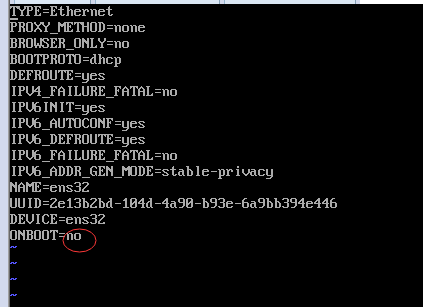 TYPE=Ethernet
PROXY_METHOD=none
BROWSER_ONLY=no
BOOTPROTO=dhcp
DEFROUTE=yes
IPV4_FAILURE_FATAL=no
IPV6INIT=yes
IPV6_AUTOCONF=yes
IPV6_DEFROUTE=yes
IPV6_FAILURE_FATAL=no
IPV6_ADDR_GEN_MODE=stable-privacy
NAME=ens32
UUID=2e13b2bd-104d-4a90-b93e-6a9bb394e446
DEVICE=ens32
ONBOOT=no
~
~
~
~